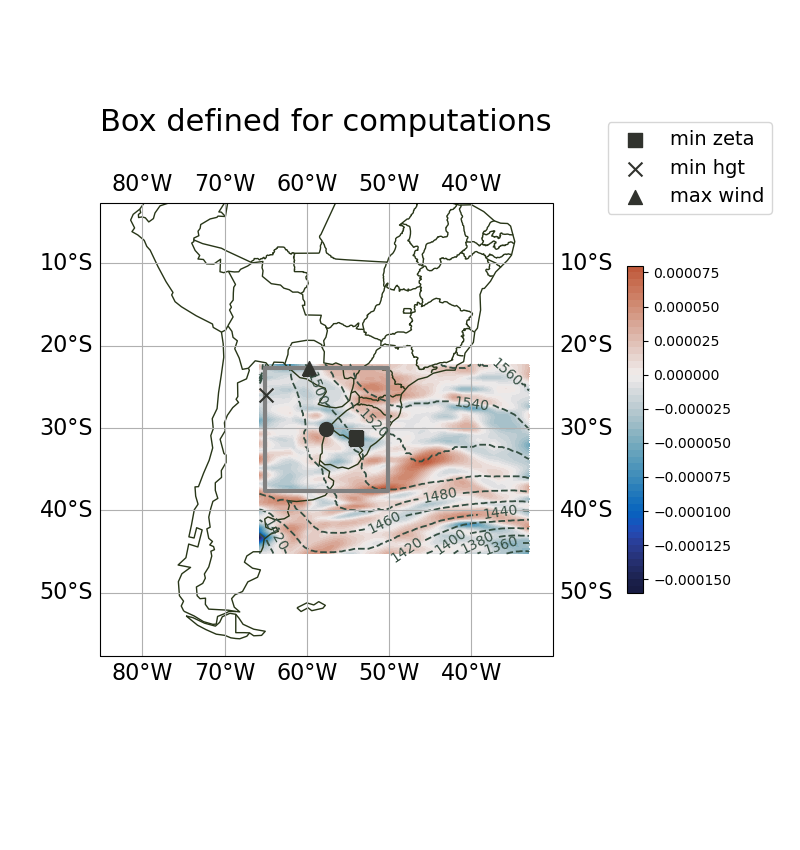 Box defined for computations
min zeta
min hgt
max wind
80°W 70°W 60°W 50°W 40°W
10°S 10°S
20°S 20°S
30°S 30°S
40°S 40°S
50°S 50°S
80°W 70°W 60°W 50°W 40°W
1560
1540
1520
1480
1460
1440
1420
1400
1380
1360
0.000075
0.000050
0.000025
0.000000
−0.000025
−0.000050
−0.000075
−0.000100
−0.000125
−0.000150